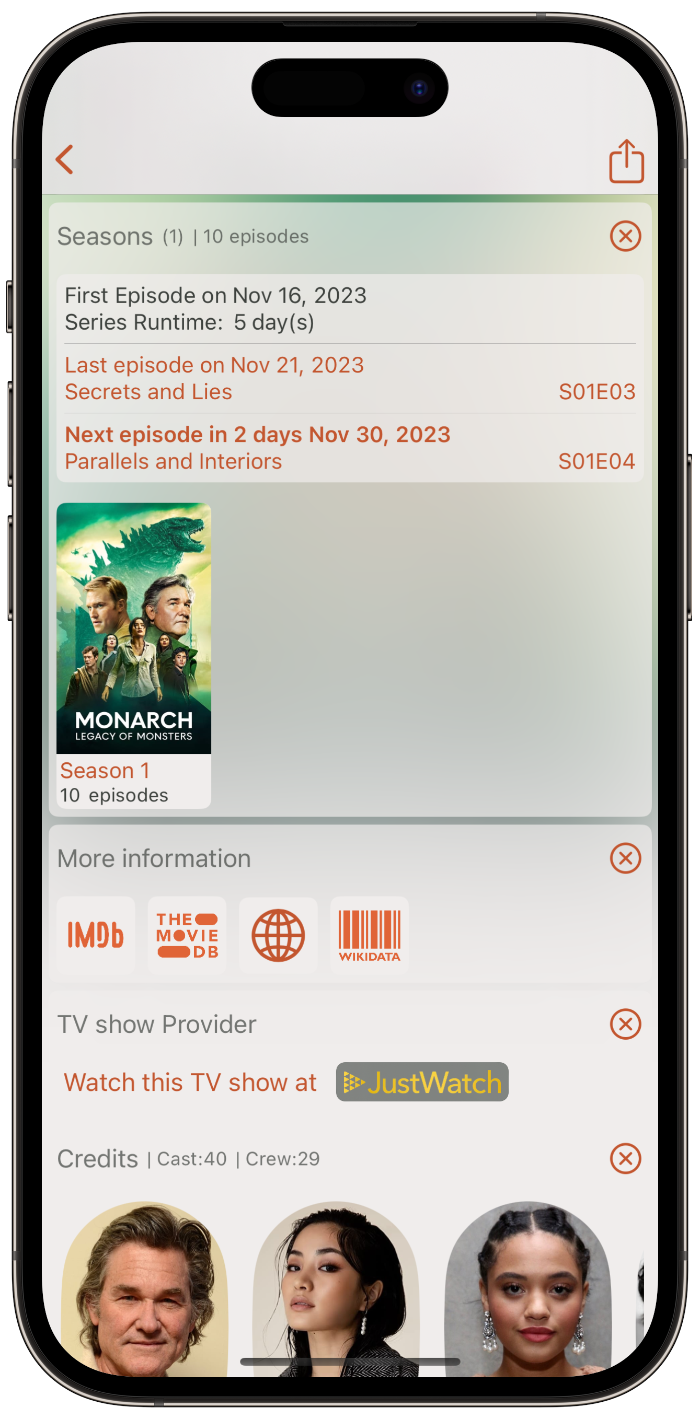 Seasons (1) | 10 episodes
First Episode on Nov 16, 2023
Series Runtime: 5 day(s)
Last episode on Nov 21, 2023
Secrets and Lies S01E03
Next episode in 2 days Nov 30, 2023
Parallels and Interiors S01E04
MONARCH
LEGACY OF MONSTERS
Season 1
10 episodes
More information
IMDb
THE
MOVIE
DB
WIKIDATA
TV show Provider
Watch this TV show at JustWatch
Credits | Cast:40 | Crew:29